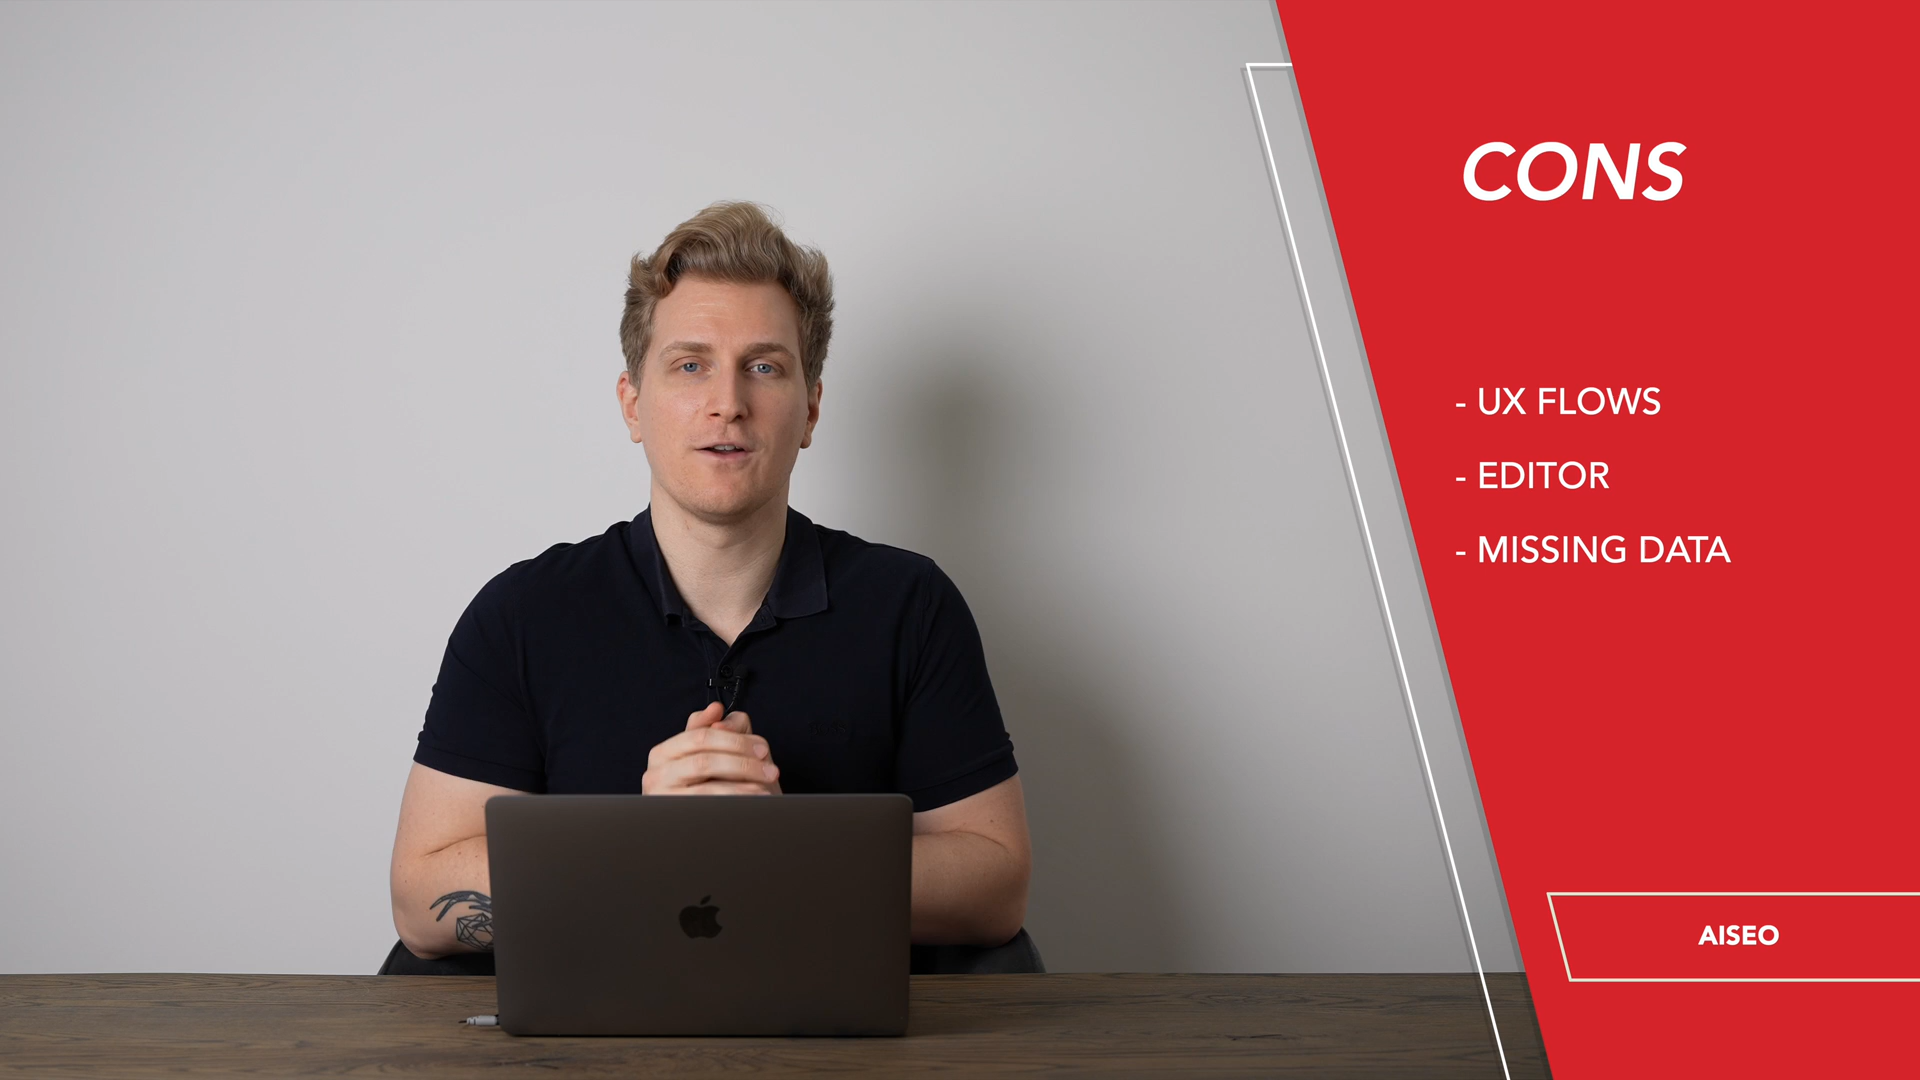 CONS
- UX FLOWS
- EDITOR
- MISSING DATA
AISEO